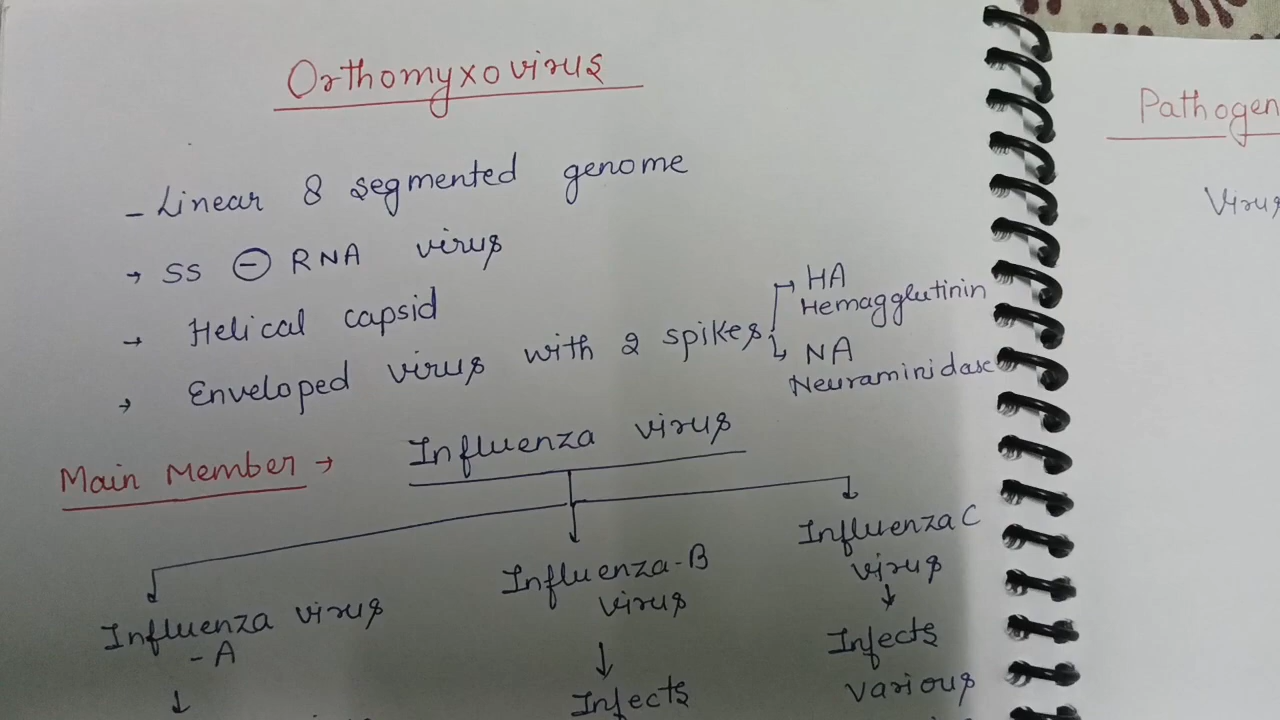 Orthomyxovirus
- Linear 8 segmented genome
→ SS ⊖ RNA virus
→ Helical capsid
→ Enveloped virus with 2 spikes
→ HA
Hemagglutinin
↳ NA
Neuraminidase
Main Member → Influenza virus
Influenza virus
- A
↓
Influenza-B
virus
↓
Infects
Influenza C
virus
↓
Infects
various
Pathogen
Virus